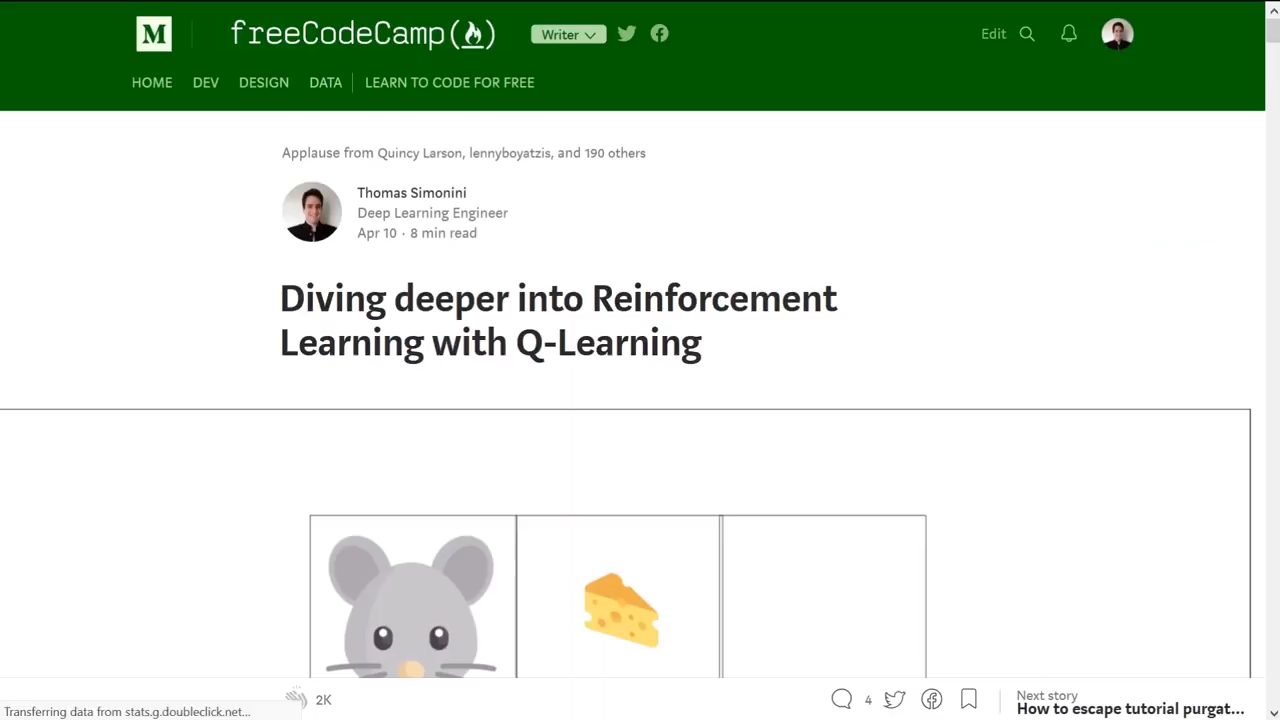 M
freeCodeCamp(🔥)
Writer
Edit
HOME
DEV
DESIGN
DATA
LEARN TO CODE FOR FREE
Applause from Quincy Larson, lennyboyatzis, and 190 others
Thomas Simonini
Deep Learning Engineer
Apr 10 · 8 min read
Diving deeper into Reinforcement
Learning with Q-Learning
2K
4
Next story
How to escape tutorial purgat...
Transferring data from stats.g.doubleclick.net...